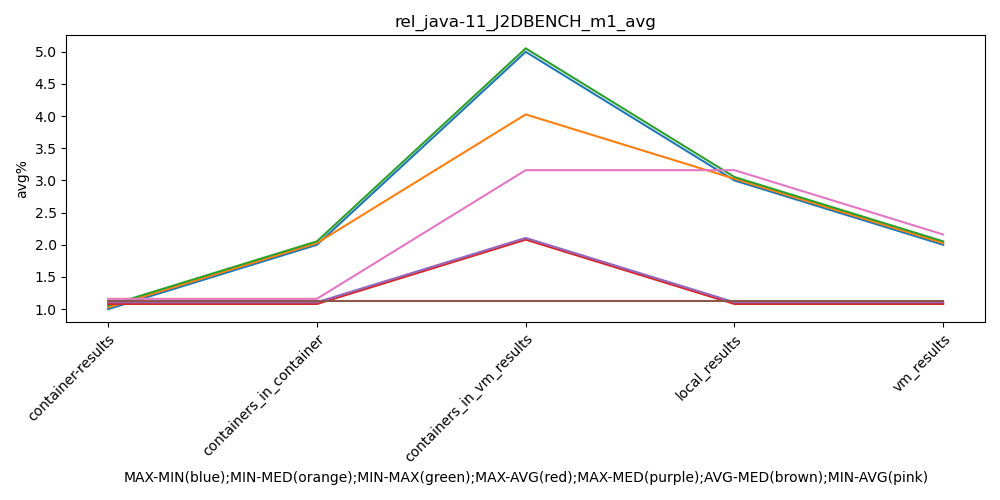 rel_java-11_J2DBENCH_m1_avg
avg%
5.0
4.5
4.0
3.5
3.0
2.5
2.0
1.5
1.0
container-results
containers_in_container
containers_in_vm_results
local_results
vm_results
MAX-MIN(blue);MIN-MED(orange);MIN-MAX(green);MAX-AVG(red);MAX-MED(purple);AVG-MED(brown);MIN-AVG(pink)